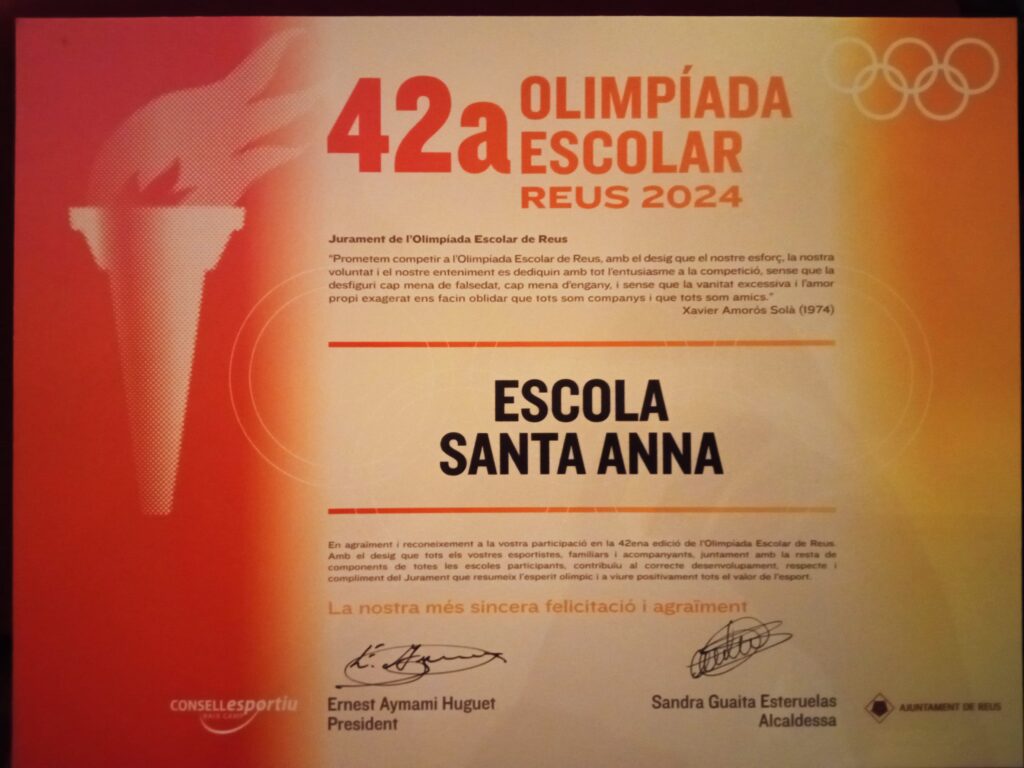 42a OLIMPÍADA
ESCOLAR
REUS 2024
Jurament de l'Olimpíada Escolar de Reus
"Prometem competir a l'Olimpíada Escolar de Reus, amb el desig que el nostre esforç, la nostra
voluntat i el nostre enteniment es dediquin amb tot l'entusiasme a la competició, sense que la
desfiguri cap mena de falsedat, cap mena d'engany, i sense que la vanitat excessiva i l'amor
propi exagerat ens facin oblidar que tots som companys i que tots som amics."
Xavier Amorós Solà (1974)
ESCOLA
SANTA ANNA
En agraïment i reconeixement a la vostra participació en la 42ena edició de l'Olimpíada Escolar de Reus.
Amb el desig que tots els vostres esportistes, familiars i acompanyants, juntament amb la resta de
components de totes les escoles participants, contribuïu al correcte desenvolupament, respecte i
compliment del Jurament que resumeix l'esperit olímpic i a viure positivament tots el valor de l'esport.
La nostra més sincera felicitació i agraïment
Ernest Aymami Huguet
President
Sandra Guaita Esteruelas
Alcaldessa
CONSELLesportiu
BAIX CAMP
AJUNTAMENT DE REUS